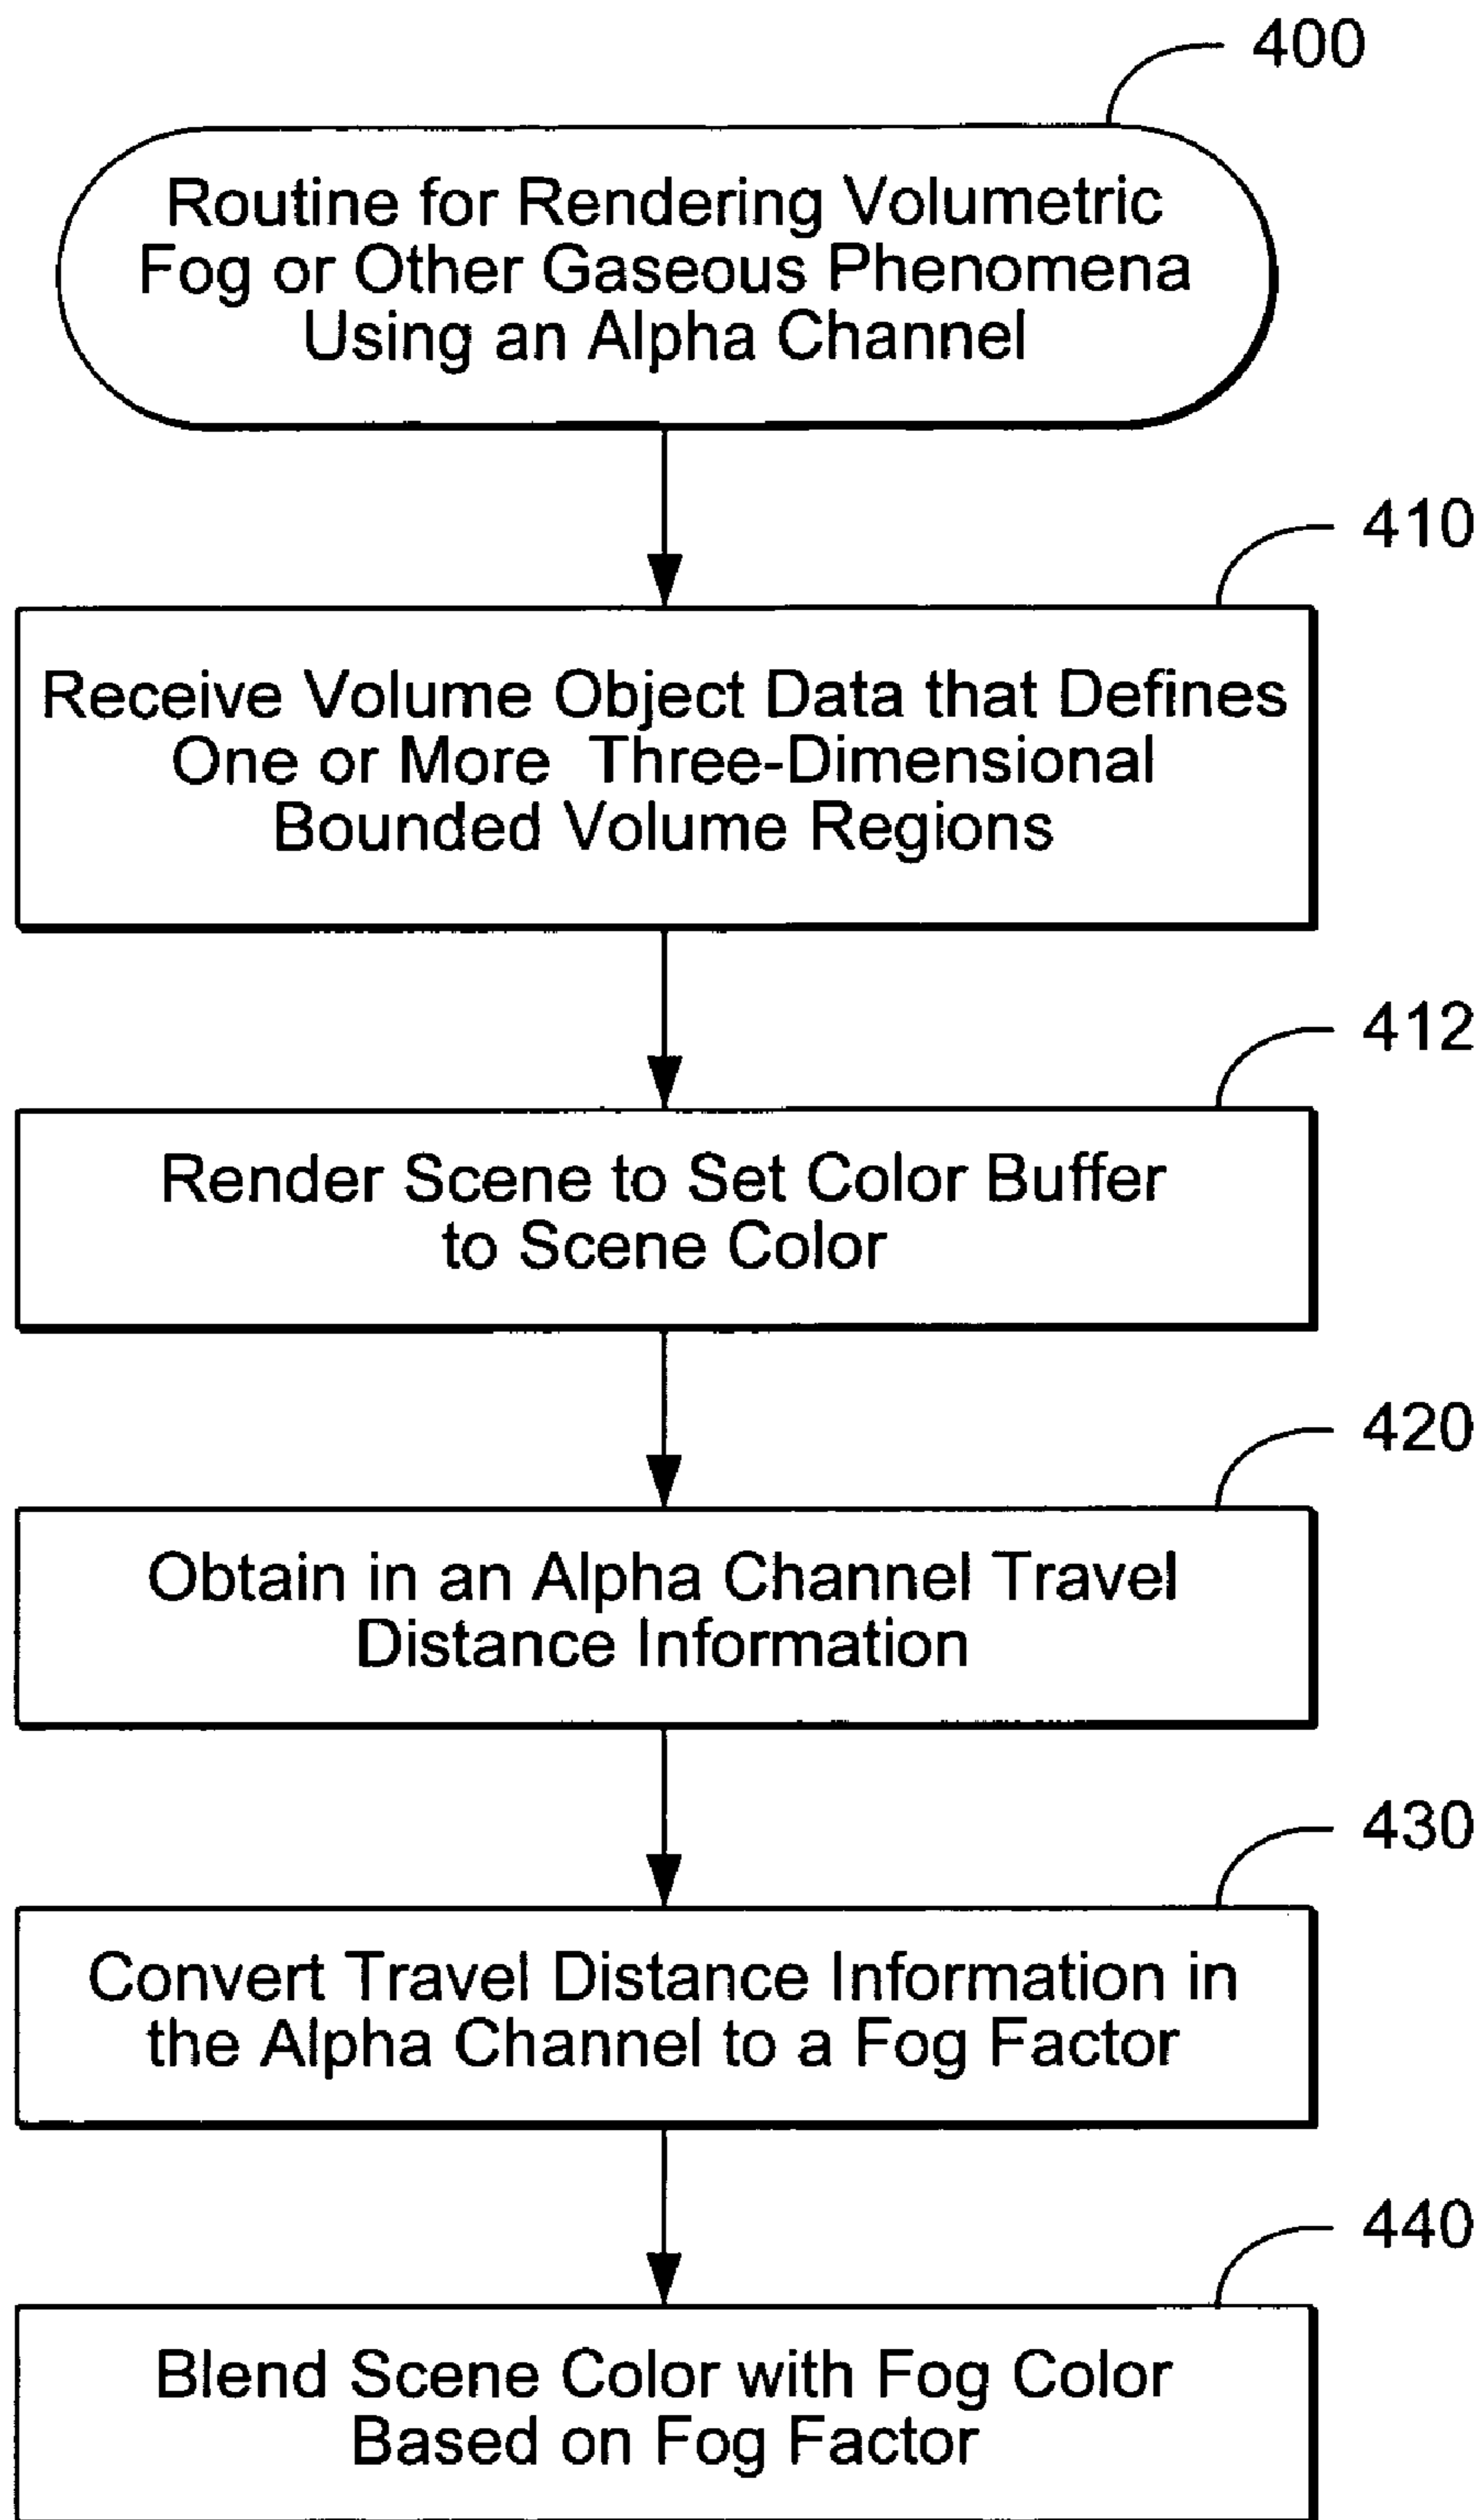 400
Routine for Rendering Volumetric
Fog or Other Gaseous Phenomena
Using an Alpha Channel
410
Receive Volume Object Data that Defines
One or More Three-Dimensional
Bounded Volume Regions
412
Render Scene to Set Color Buffer
to Scene Color
420
Obtain in an Alpha Channel Travel
Distance Information
430
Convert Travel Distance Information in
the Alpha Channel to a Fog Factor
440
Blend Scene Color with Fog Color
Based on Fog Factor